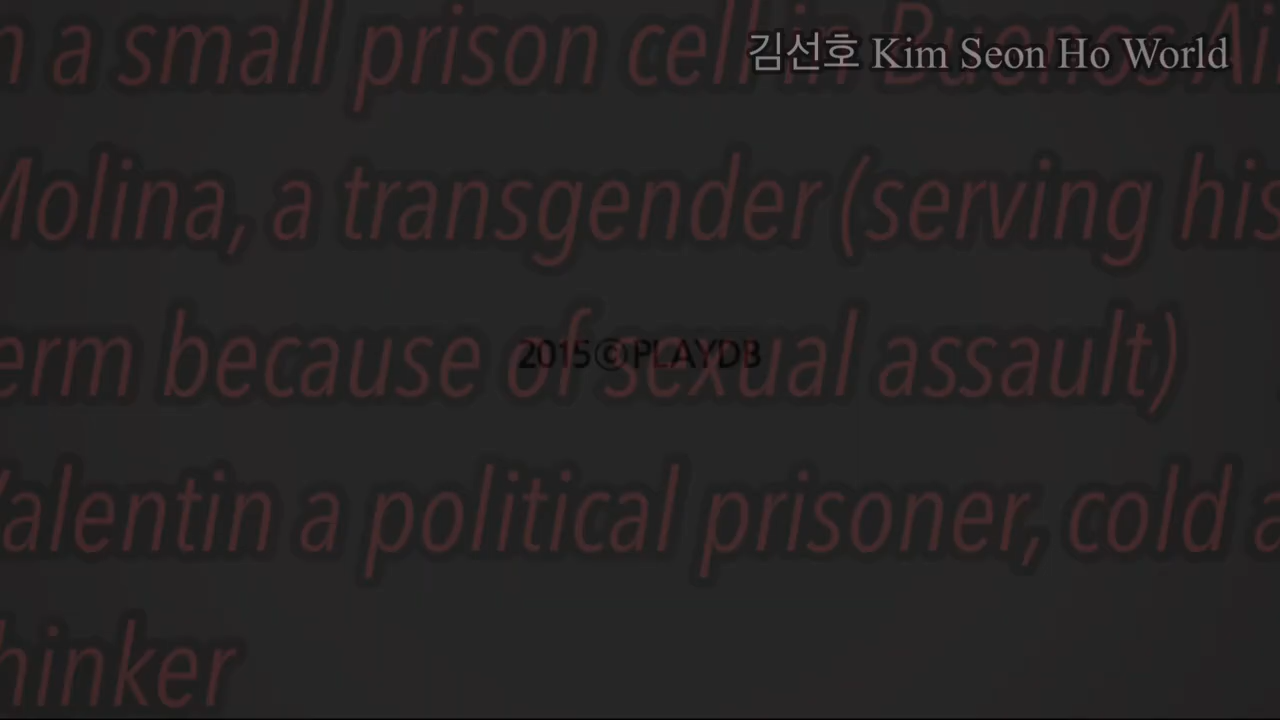 n a small prison cell in Buenos Ai
김선호 Kim Seon Ho World
Molina, a transgender (serving his
erm because of sexual assault)
2015©PLAYDB
Valentin a political prisoner, cold a
hinker